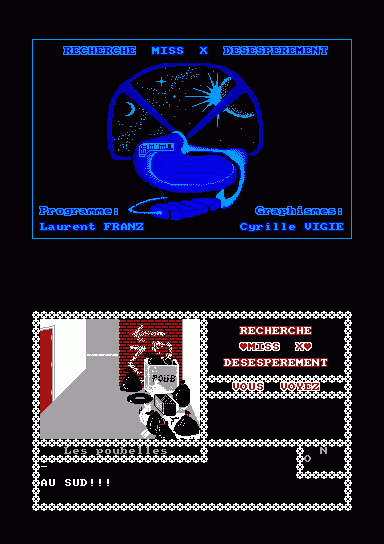 RECHERCHE MISS X DESESPEREMENT
Programme: Graphismes:
Laurent FRANZ Cyrille VIGIE
RECHERCHE
♥MISS X♥
DESESPEREMENT
VOUS VOYEZ
POUB
Les poubelles
N
O
AU SUD!!!